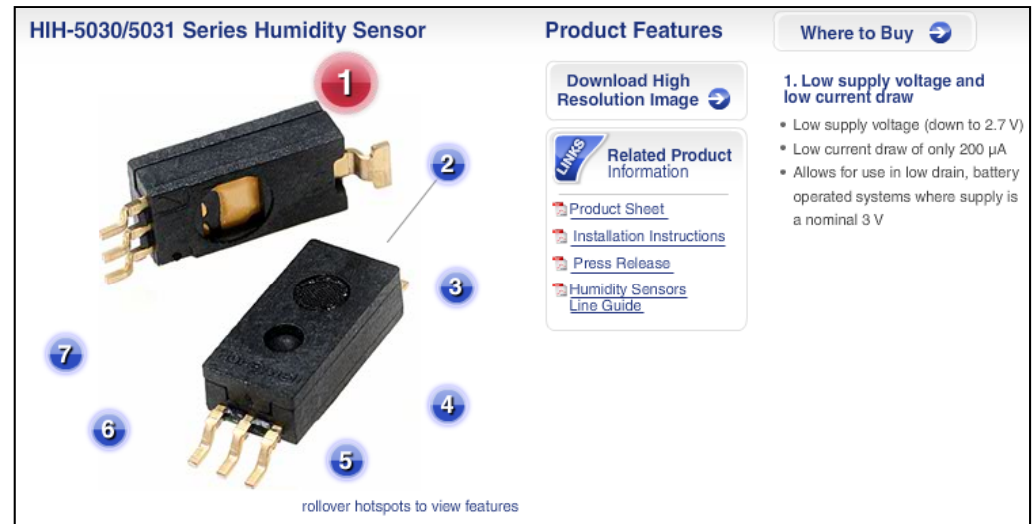 HIH-5030/5031 Series Humidity Sensor
1
2
3
4
5
6
7
rollover hotspots to view features
Product Features
Download High
Resolution Image
LINKS
Related Product
Information
Product Sheet
Installation Instructions
Press Release
Humidity Sensors
Line Guide
Where to Buy
1. Low supply voltage and
low current draw
• Low supply voltage (down to 2.7 V)
• Low current draw of only 200 µA
• Allows for use in low drain, battery
operated systems where supply is
a nominal 3 V